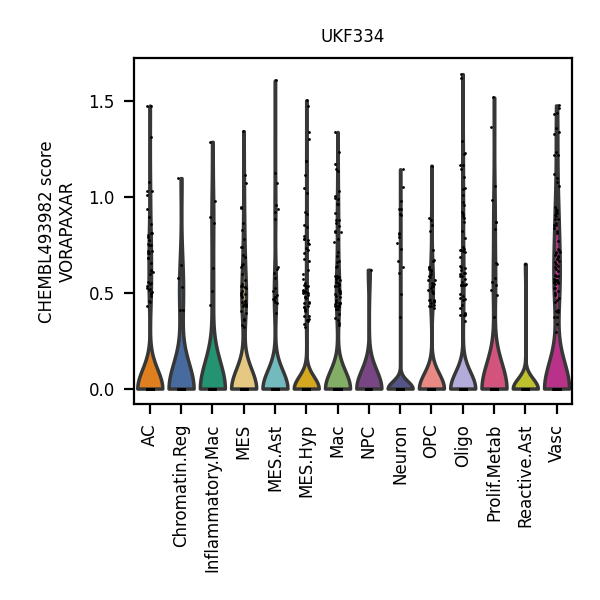 UKF334
CHEMBL493982 score
VORAPAXAR
1.5
1.0
0.5
0.0
AC
Chromatin.Reg
Inflammatory.Mac
MES
MES.Ast
MES.Hyp
Mac
NPC
Neuron
OPC
Oligo
Prolif.Metab
Reactive.Ast
Vasc